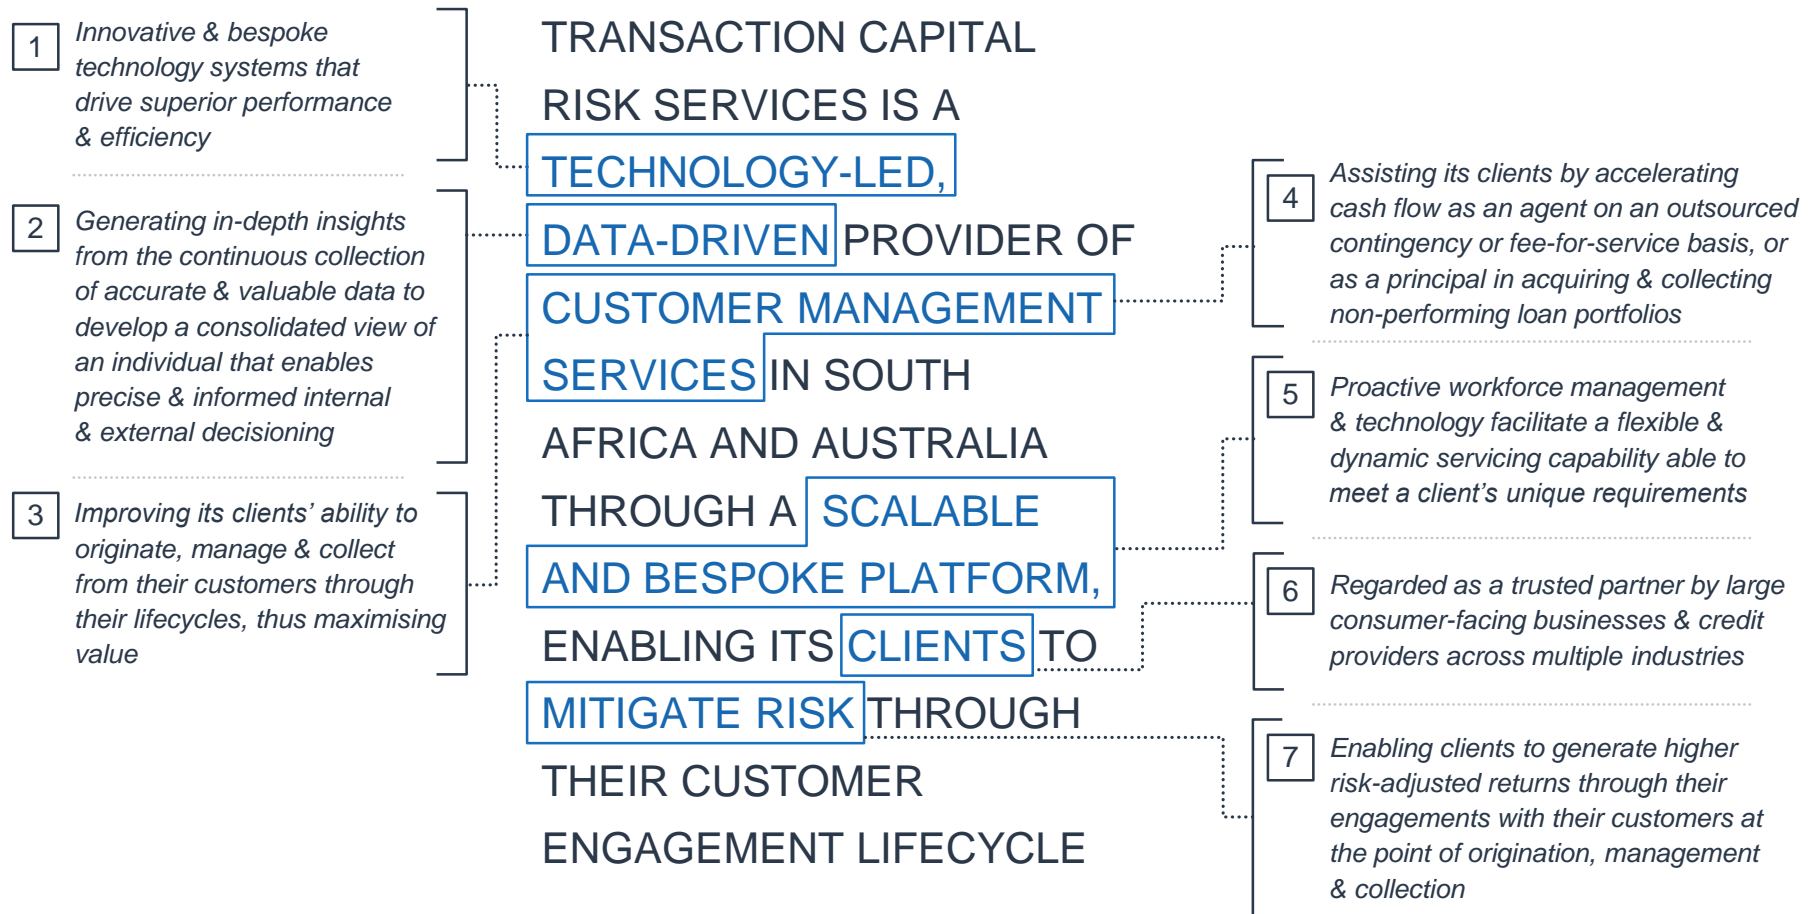 1
Innovative & bespoke
technology systems that
drive superior performance
& efficiency
2
Generating in-depth insights
from the continuous collection
of accurate & valuable data to
develop a consolidated view of
an individual that enables
precise & informed internal
& external decisioning
3
Improving its clients’ ability to
originate, manage & collect
from their customers through
their lifecycles, thus maximising
value
TRANSACTION CAPITAL
RISK SERVICES IS A
TECHNOLOGY-LED,
DATA-DRIVEN PROVIDER OF
CUSTOMER MANAGEMENT
SERVICES IN SOUTH
AFRICA AND AUSTRALIA
THROUGH A SCALABLE
AND BESPOKE PLATFORM,
ENABLING ITS CLIENTS TO
MITIGATE RISK THROUGH
THEIR CUSTOMER
ENGAGEMENT LIFECYCLE
4
Assisting its clients by accelerating
cash flow as an agent on an outsourced
contingency or fee-for-service basis, or
as a principal in acquiring & collecting
non-performing loan portfolios
5
Proactive workforce management
& technology facilitate a flexible &
dynamic servicing capability able to
meet a client’s unique requirements
6
Regarded as a trusted partner by large
consumer-facing businesses & credit
providers across multiple industries
7
Enabling clients to generate higher
risk-adjusted returns through their
engagements with their customers at
the point of origination, management
& collection